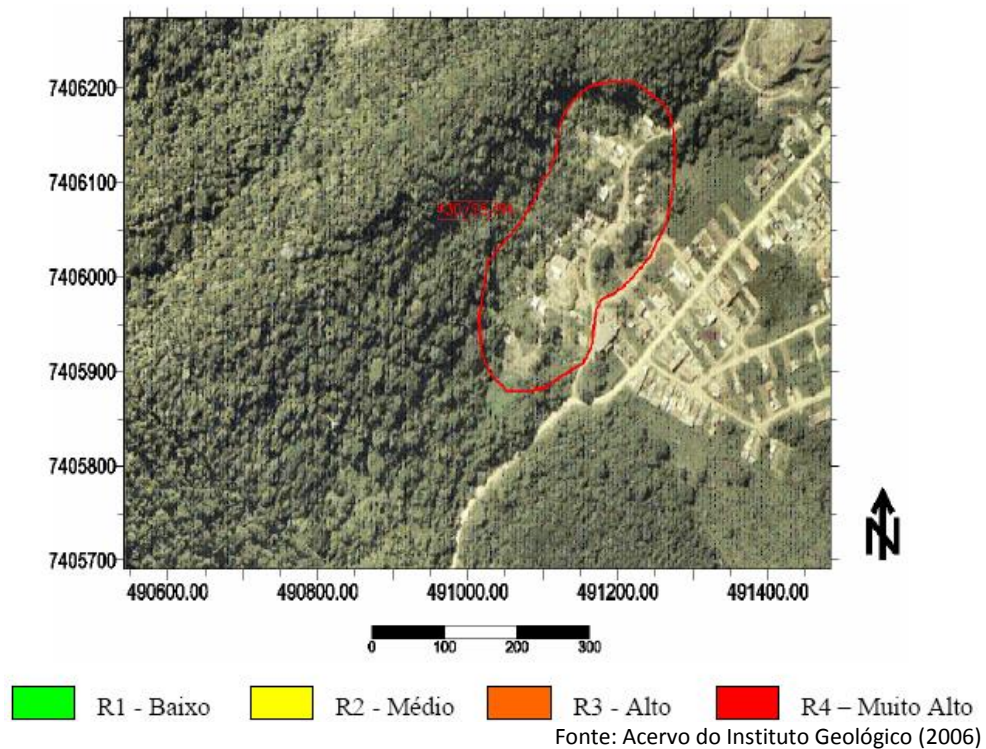 7406200
7406100
7406000
7405900
7405800
7405700
490600.00 490800.00 491000.00 491200.00 491400.00
N
0 100 200 300
R1 - Baixo R2 - Médio R3 - Alto R4 – Muito Alto
Fonte: Acervo do Instituto Geológico (2006)